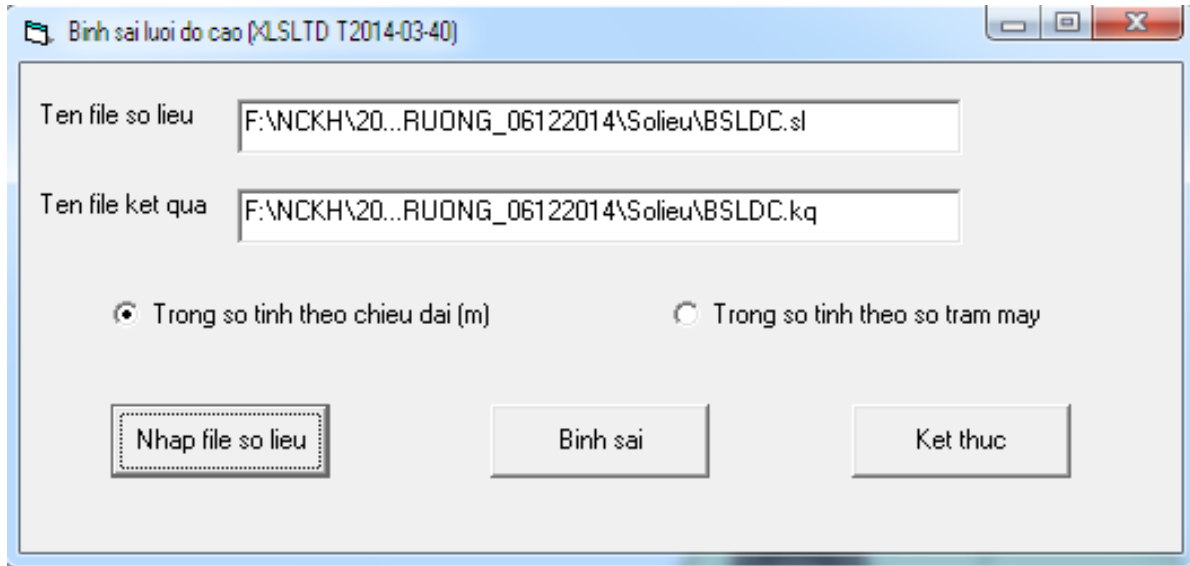 Binh sai luoi do cao (XLSLTD T2014-03-40)
Ten file so lieu
F:\NCKH\20...RUONG_06122014\Solieu\BSLDC.sl
Ten file ket qua
F:\NCKH\20...RUONG_06122014\Solieu\BSLDC.kq
Trong so tinh theo chieu dai (m)
Trong so tinh theo so tram may
Nhap file so lieu
Binh sai
Ket thuc